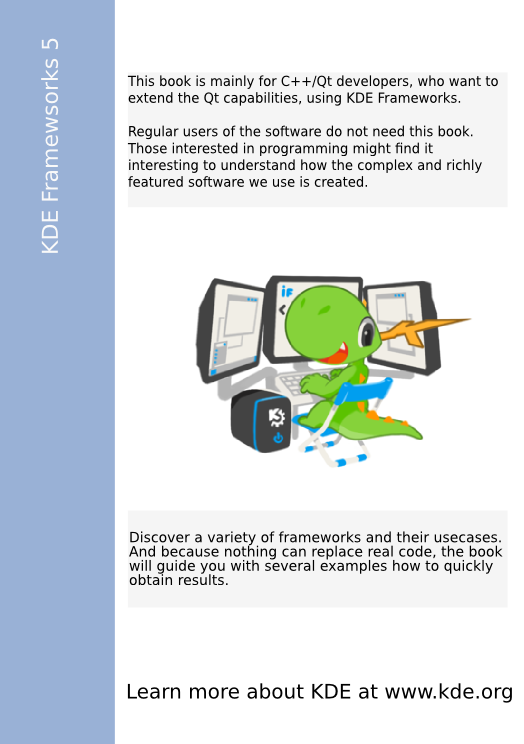 KDE Framewsorks 5
This book is mainly for C++/Qt developers, who want to
extend the Qt capabilities, using KDE Frameworks.
Regular users of the software do not need this book.
Those interested in programming might find it
interesting to understand how the complex and richly
featured software we use is created.
if
<
Discover a variety of frameworks and their usecases.
And because nothing can replace real code, the book
will guide you with several examples how to quickly
obtain results.
Learn more about KDE at www.kde.org